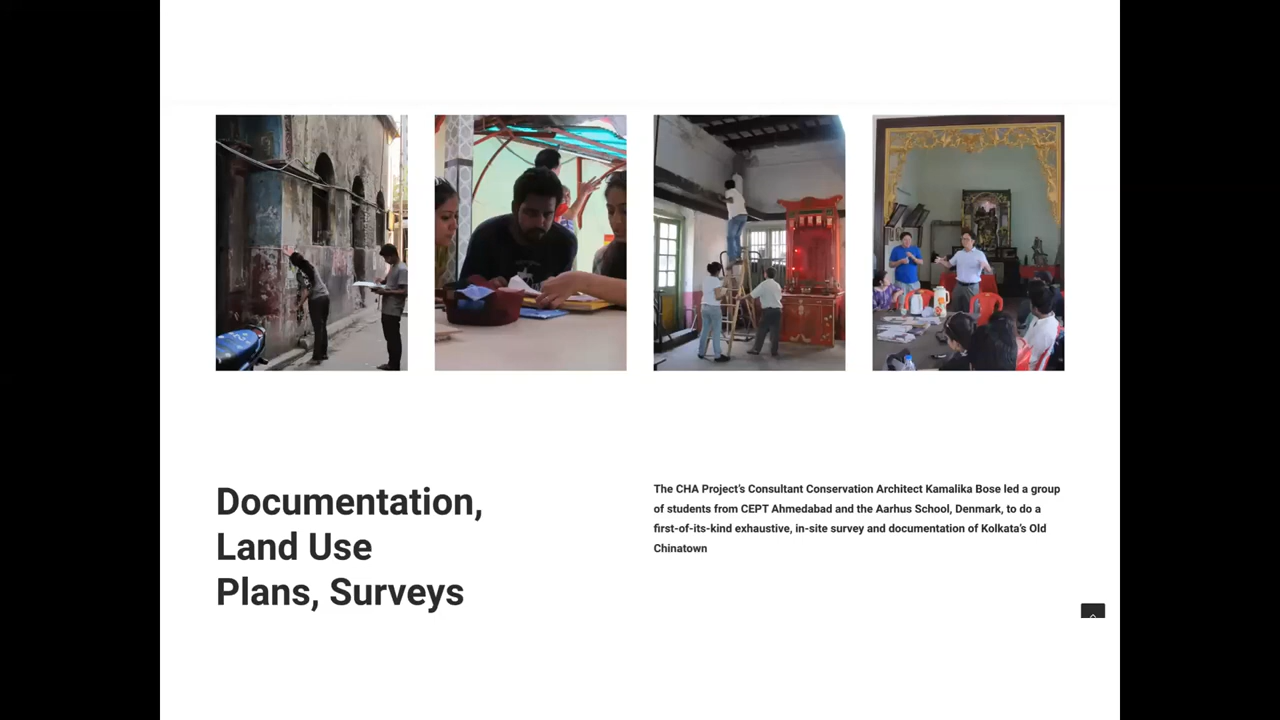 Documentation,
Land Use
Plans, Surveys
The CHA Project's Consultant Conservation Architect Kamalika Bose led a group
of students from CEPT Ahmedabad and the Aarhus School, Denmark, to do a
first-of-its-kind exhaustive, in-site survey and documentation of Kolkata's Old
Chinatown